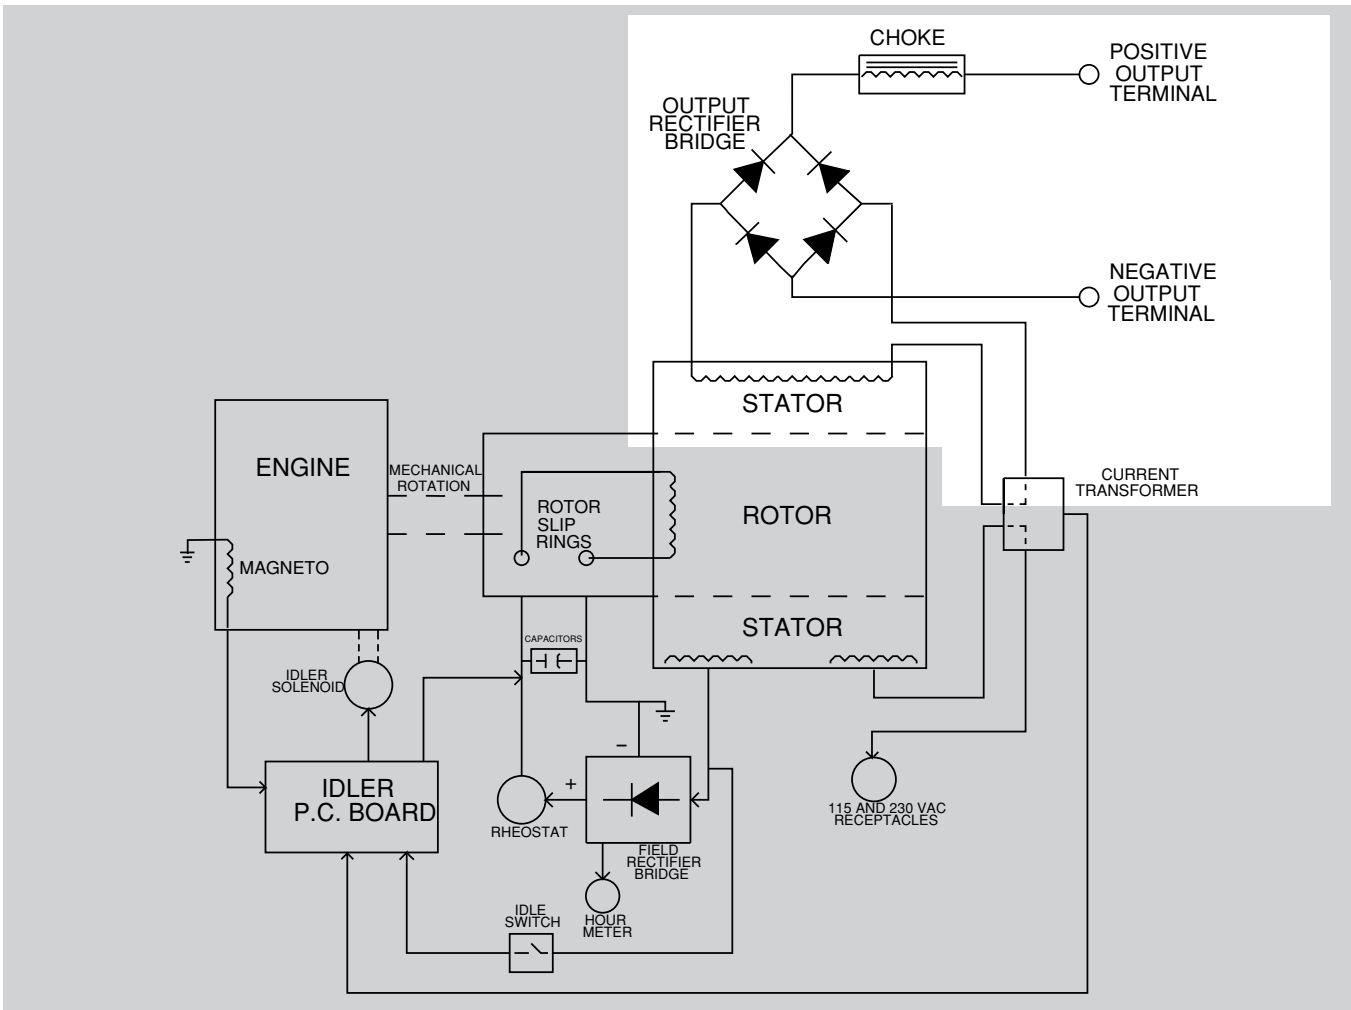 CHOKE
POSITIVE
OUTPUT
TERMINAL
OUTPUT
RECTIFIER
BRIDGE
NEGATIVE
OUTPUT
TERMINAL
STATOR
ENGINE
MECHANICAL
ROTATION
ROTOR
SLIP
RINGS
ROTOR
CURRENT
TRANSFORMER
MAGNETO
STATOR
CAPACITORS
IDLER
SOLENOID
–
+
IDLER
P.C. BOARD
RHEOSTAT
115 AND 230 VAC
RECEPTACLES
FIELD
RECTIFIER
BRIDGE
IDLE
SWITCH
HOUR
METER